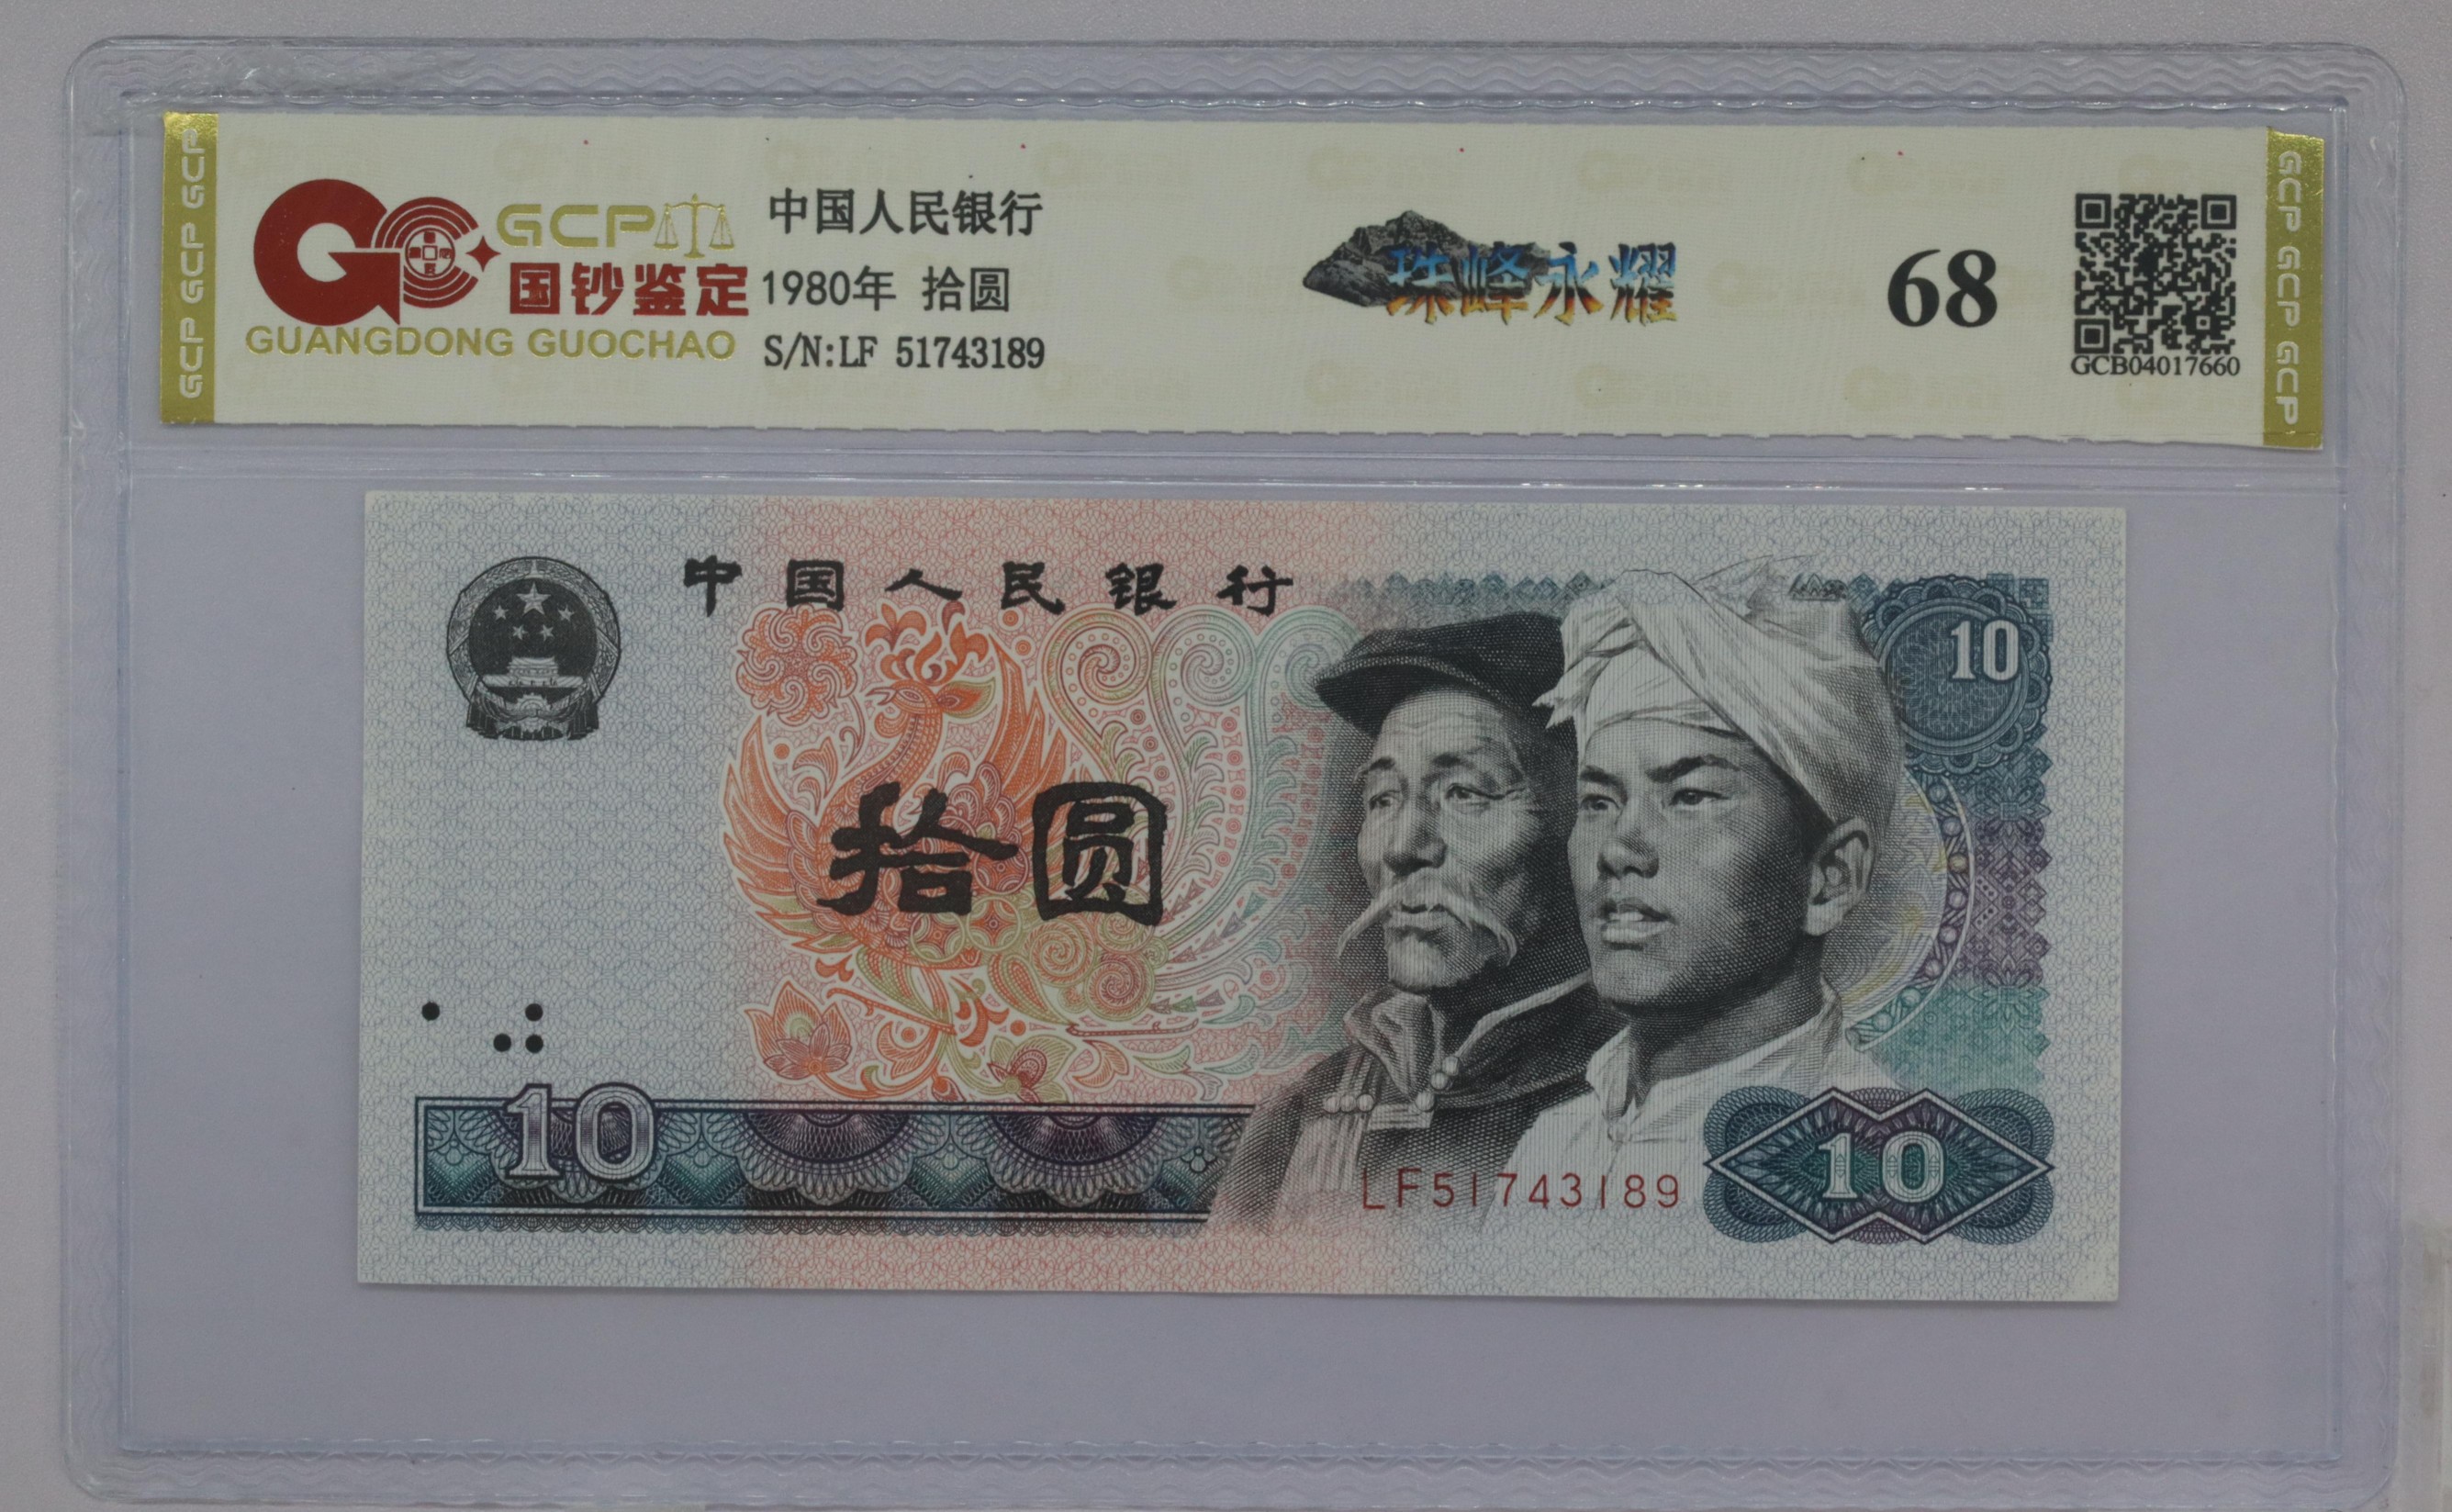 GCP GCP GCP
GCP
国钞鉴定
GUANGDONG GUOCHAO
中国人民银行
1980年 拾圆
S/N:LF 51743189
珠峰永耀
68
GCB04017660
GCP GCP GCP
中国人民银行
10
拾圆
10
LF51743189
10